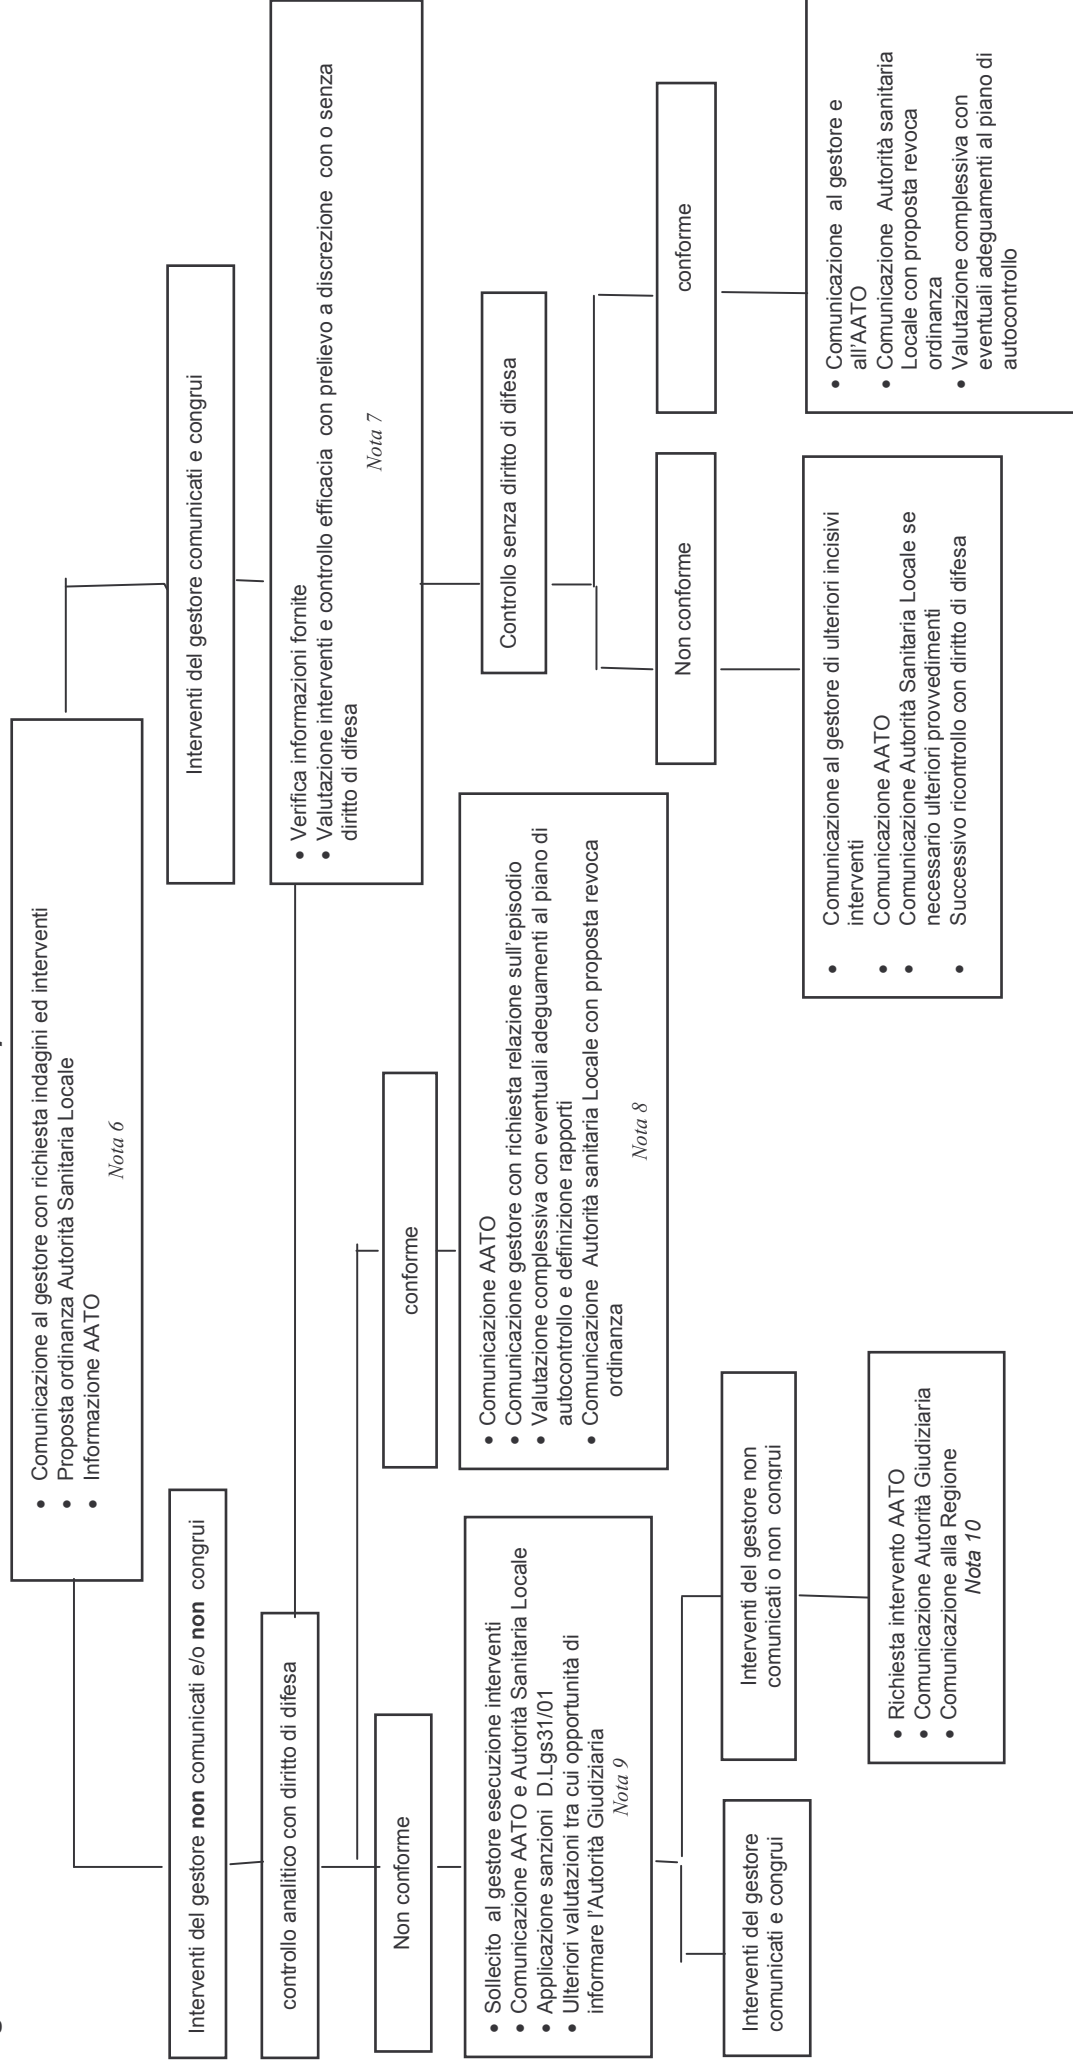 • Comunicazione al gestore con richiesta indagini ed interventi
• Proposta ordinanza Autorità Sanitaria Locale
• Informazione AATO
Nota 6
Interventi del gestore non comunicati e/o non congrui
Interventi del gestore comunicati e congrui
controllo analitico con diritto di difesa
• Verifica informazioni fornite
• Valutazione interventi e controllo efficacia con prelievo a discrezione con o senza
diritto di difesa
Nota 7
Non conforme
conforme
Controllo senza diritto di difesa
• Sollecito al gestore esecuzione interventi
• Comunicazione AATO e Autorità Sanitaria Locale
• Applicazione sanzioni D.Lgs31/01
• Ulteriori valutazioni tra cui opportunità di
informare l'Autorità Giudiziaria
Nota 9
• Comunicazione AATO
• Comunicazione gestore con richiesta relazione sull'episodio
• Valutazione complessiva con eventuali adeguamenti al piano di
autocontrollo e definizione rapporti
• Comunicazione Autorità sanitaria Locale con proposta revoca
ordinanza
Nota 8
Non conforme
conforme
Interventi del gestore
comunicati e congrui
Interventi del gestore non
comunicati o non congrui
• Comunicazione al gestore di ulteriori incisivi
interventi
• Comunicazione AATO
• Comunicazione Autorità Sanitaria Locale se
necessario ulteriori provvedimenti
• Successivo ricontrollo con diritto di difesa
• Comunicazione al gestore e
all'AATO
• Comunicazione Autorità sanitaria
Locale con proposta revoca
ordinanza
• Valutazione complessiva con
eventuali adeguamenti al piano di
autocontrollo
• Richiesta intervento AATO
• Comunicazione Autorità Giudiziaria
• Comunicazione alla Regione
Nota 10